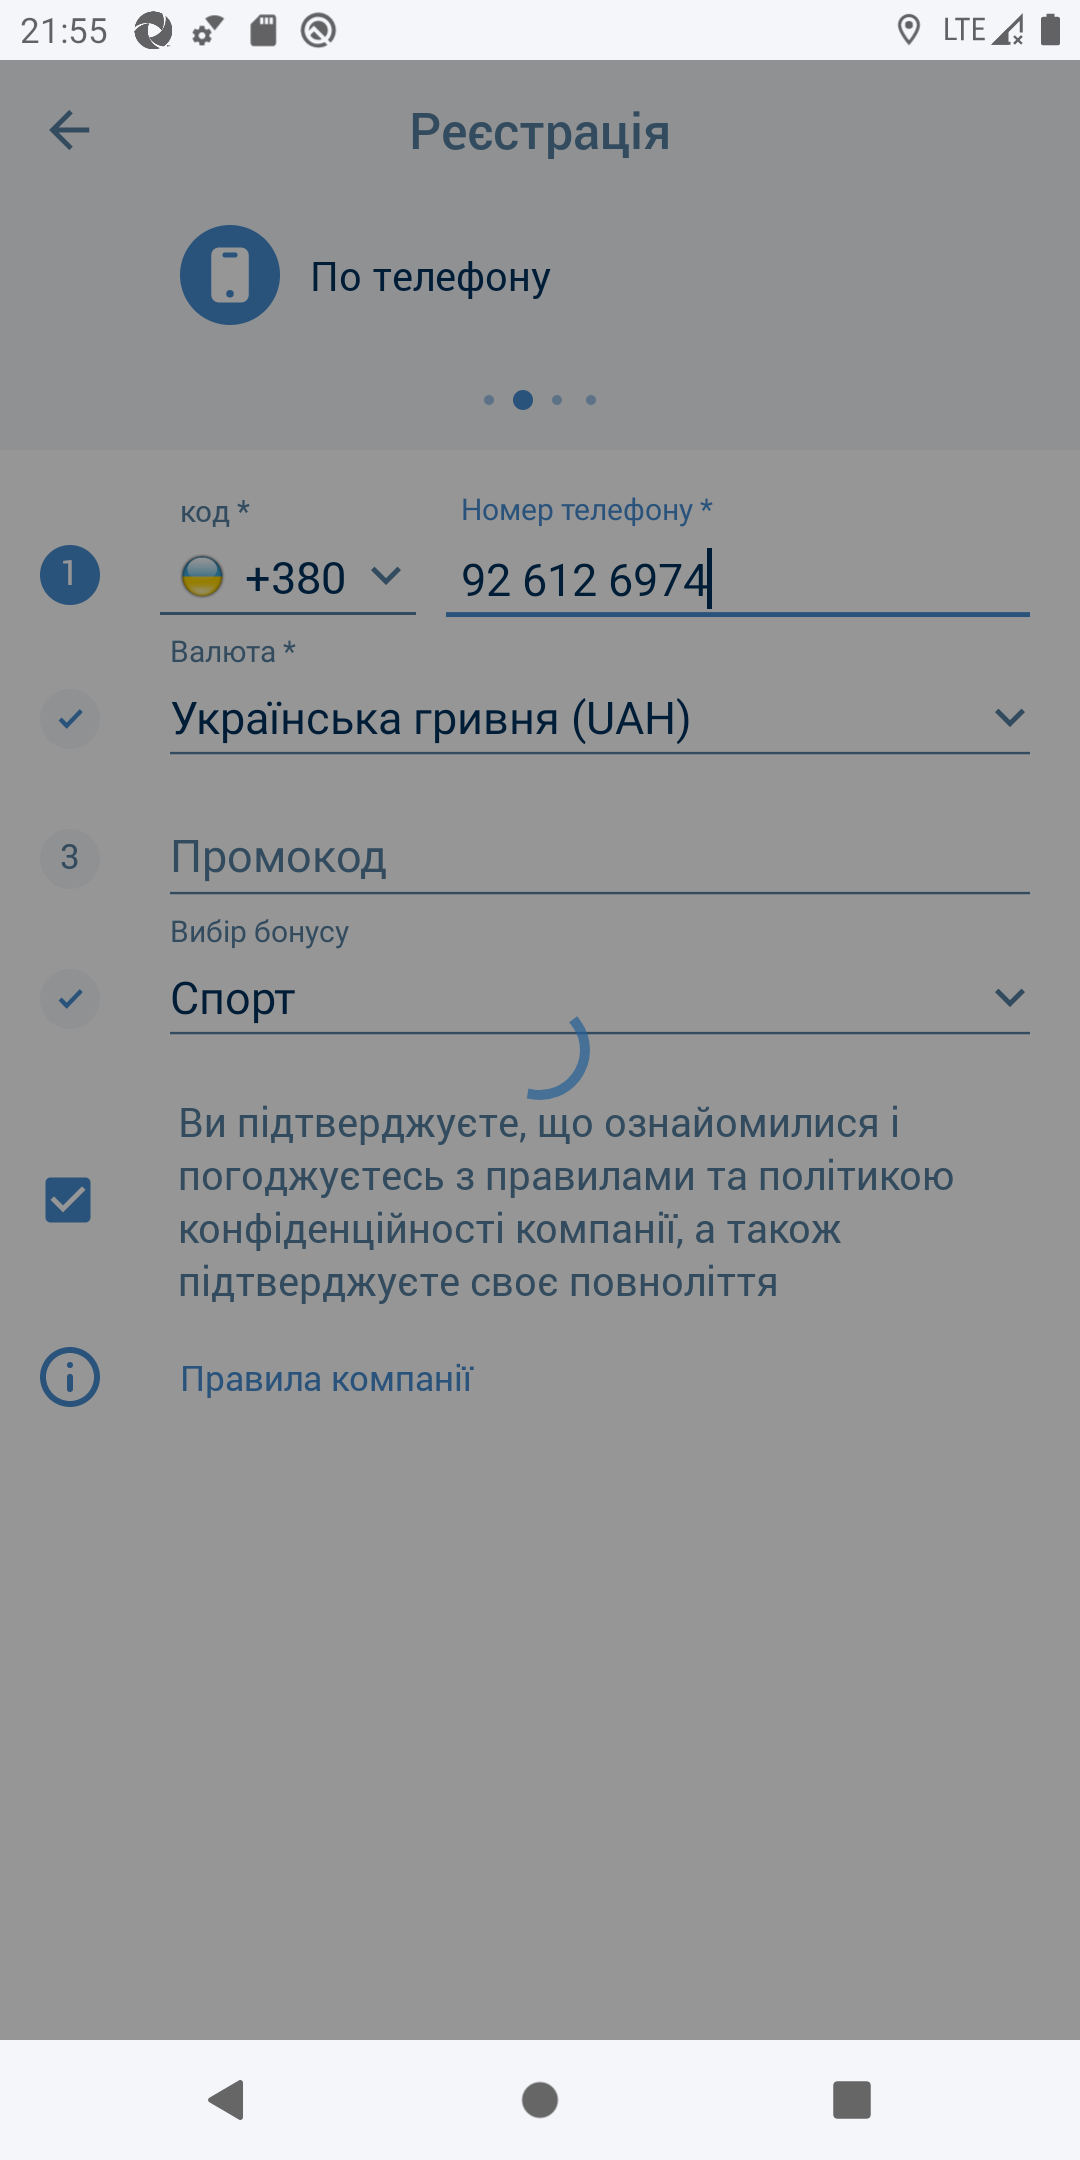 21:55
LTE
Реєстрація
По телефону
код *
Номер телефону *
1
+380
92 612 6974
Валюта *
Українська гривня (UAH)
3
Промокод
Вибір бонусу
Спорт
Ви підтверджуєте, що ознайомилися і
погоджуєтесь з правилами та політикою
конфіденційності компанії, а також
підтверджуєте своє повноліття
Правила компанії